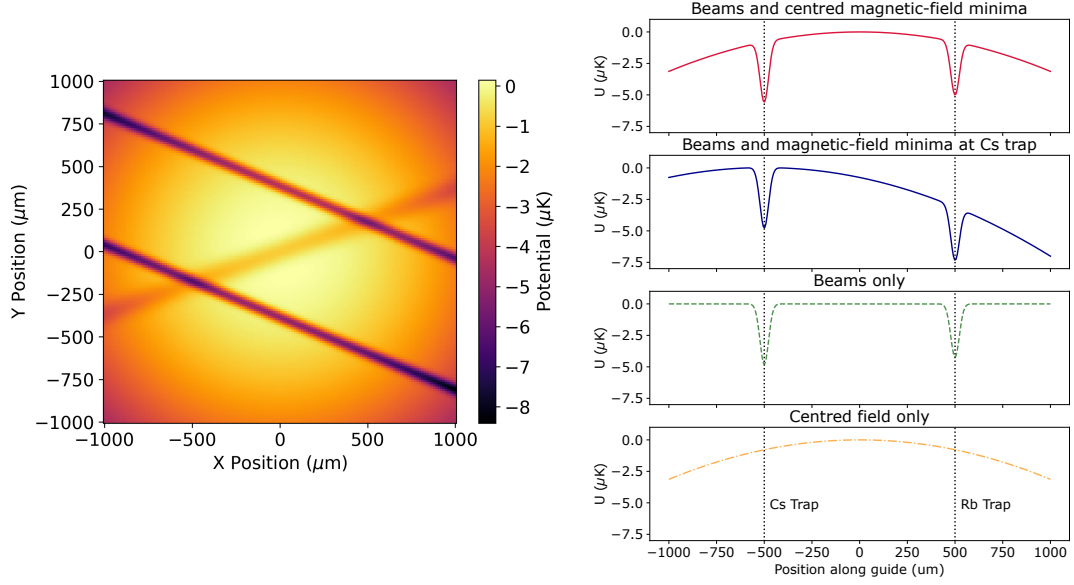 1000
750
500
250
0
−250
−500
−750
−1000
Y Position (μm)
−1000
−500
0
500
1000
X Position (μm)
0
−1
−2
−3
−4
−5
−6
−7
−8
Potential (μK)
Beams and centred magnetic-field minima
0.0
−2.5
−5.0
−7.5
U (μK)
Beams and magnetic-field minima at Cs trap
0.0
−2.5
−5.0
−7.5
U (μK)
Beams only
0.0
−2.5
−5.0
−7.5
U (μK)
Centred field only
0.0
−2.5
−5.0
−7.5
U (μK)
Cs Trap
Rb Trap
−1000 −750 −500 −250 0 250 500 750 1000
Position along guide (um)